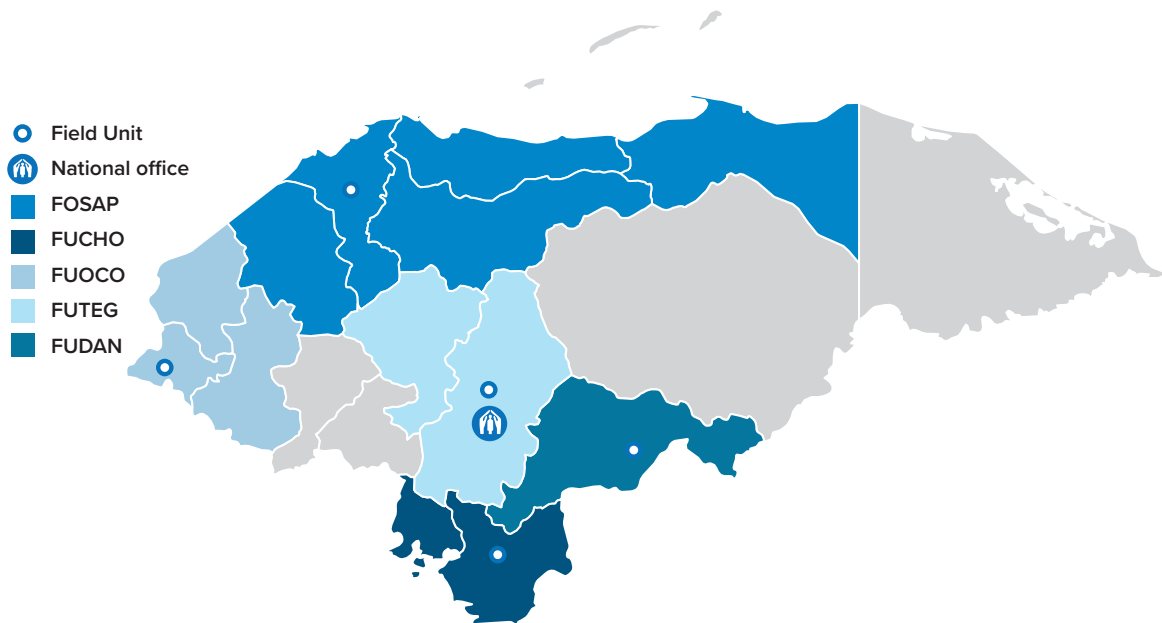 Field Unit
National office
FOSAP
FUCHO
FUOCO
FUTEG
FUDAN